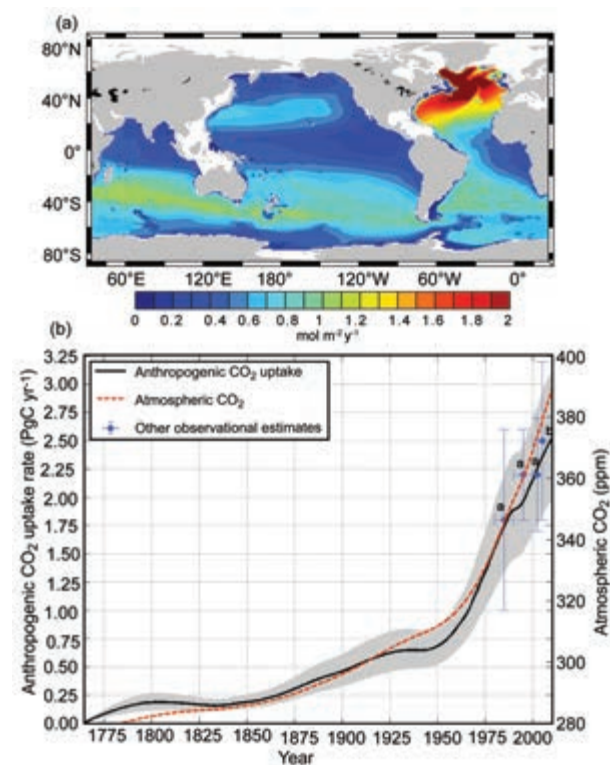 (a)
80°N
40°N
0°
40°S
80°S
60°E 120°E 180° 120°W 60°W 0°
0 0.2 0.4 0.6 0.8 1 1.2 1.4 1.6 1.8 2
mol m⁻² y⁻¹
(b)
3.25 400
3.00
Anthropogenic CO₂ uptake
2.75 380
Atmospheric CO₂
2.50
Other observational estimates
2.25
a a b
2.00 360
a
1.75
1.50 340
1.25
1.00 320
0.75
0.50 300
0.25
0.00 280
1775 1800 1825 1850 1875 1900 1925 1950 1975 2000
Year
Anthropogenic CO₂ uptake rate (PgC yr⁻¹)
Atmospheric CO₂ (ppm)